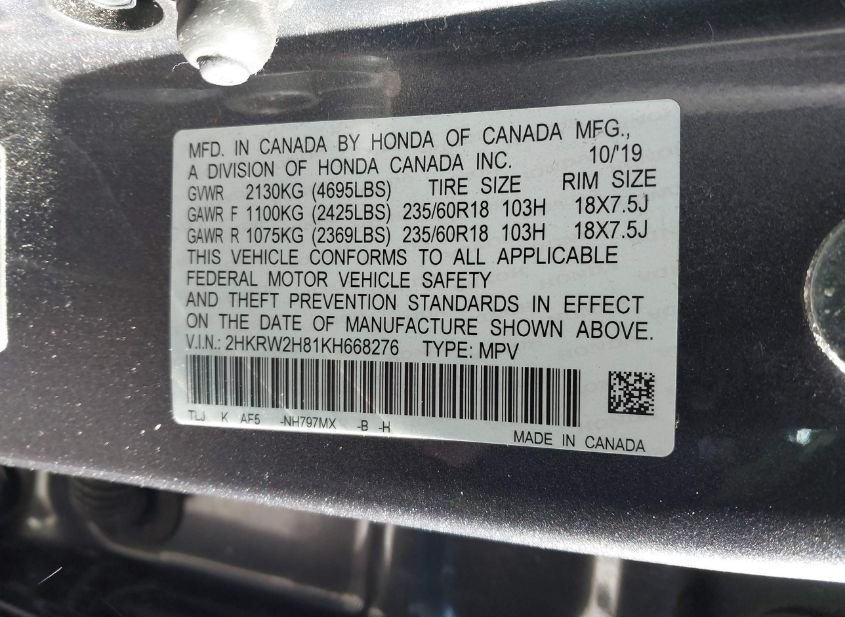 MFD. IN CANADA BY HONDA OF CANADA MFG.,
A DIVISION OF HONDA CANADA INC. 10/'19
GVWR 2130KG (4695LBS) TIRE SIZE RIM SIZE
GAWR F 1100KG (2425LBS) 235/60R18 103H 18X7.5J
GAWR R 1075KG (2369LBS) 235/60R18 103H 18X7.5J
THIS VEHICLE CONFORMS TO ALL APPLICABLE
FEDERAL MOTOR VEHICLE SAFETY
AND THEFT PREVENTION STANDARDS IN EFFECT
ON THE DATE OF MANUFACTURE SHOWN ABOVE.
V.I.N.: 2HKRW2H81KH668276 TYPE: MPV
TLJ K AF5 -NH797MX -B -H
MADE IN CANADA